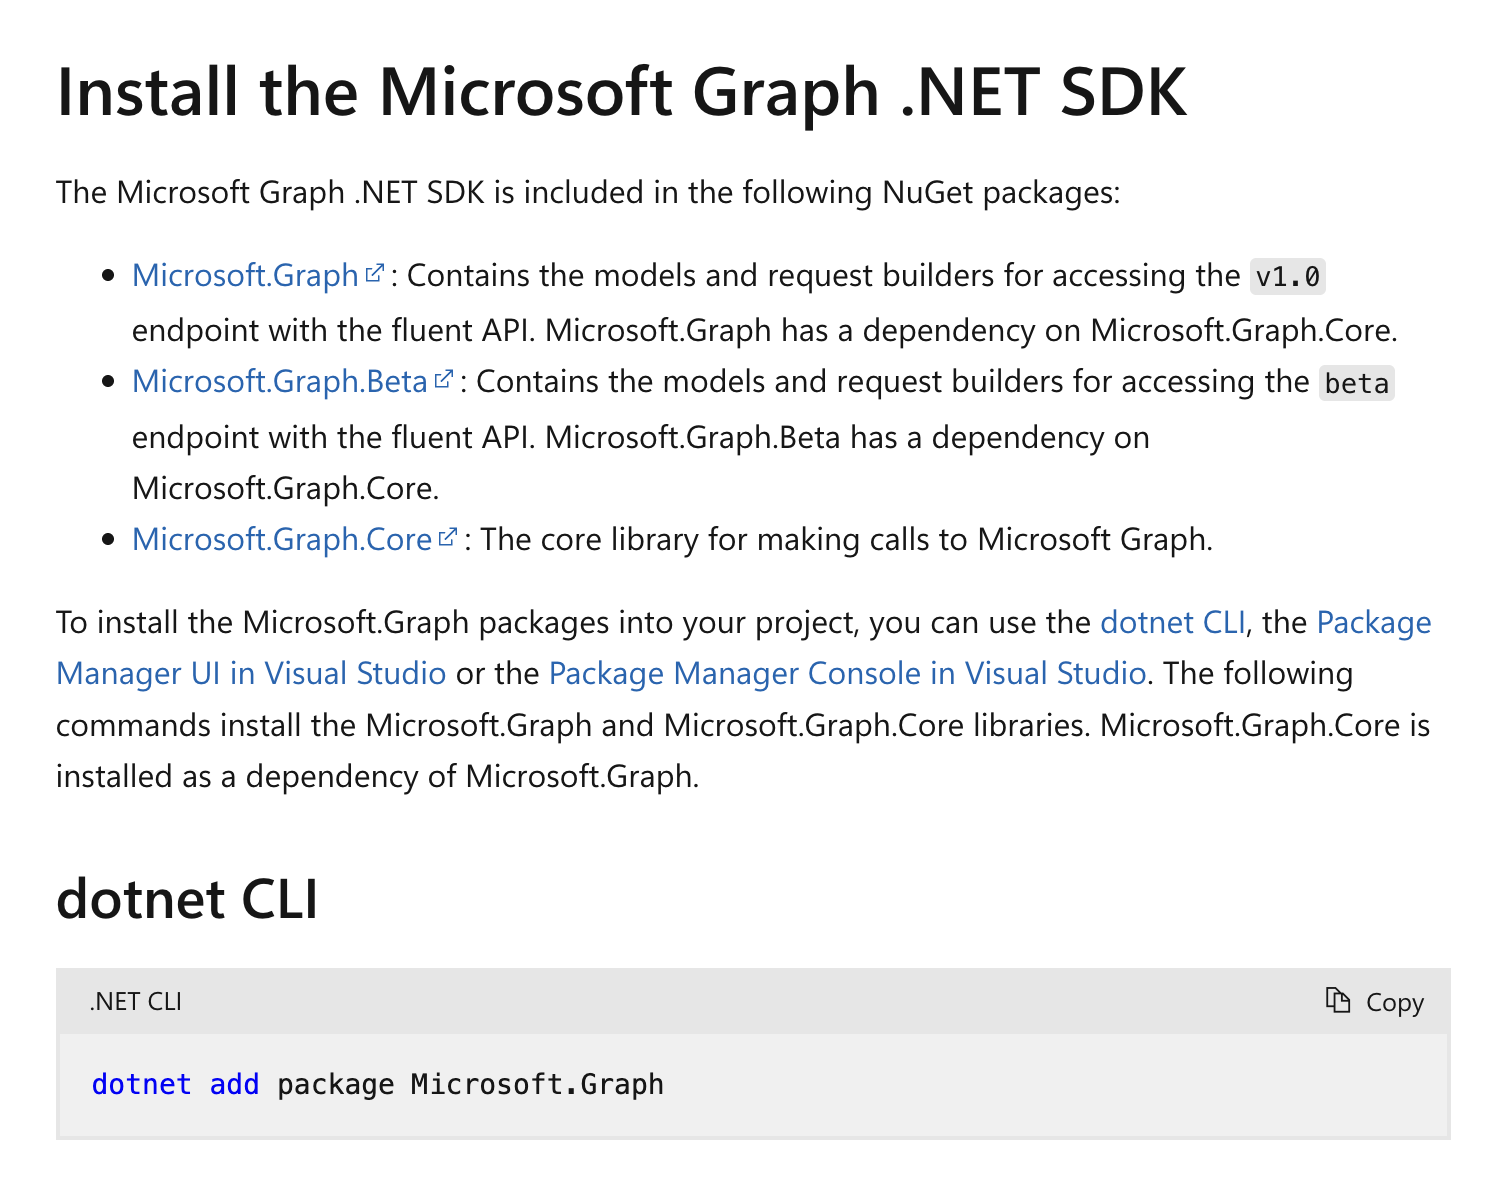 Install the Microsoft Graph .NET SDK
The Microsoft Graph .NET SDK is included in the following NuGet packages:
• Microsoft.Graph : Contains the models and request builders for accessing the v1.0
endpoint with the fluent API. Microsoft.Graph has a dependency on Microsoft.Graph.Core.
• Microsoft.Graph.Beta : Contains the models and request builders for accessing the beta
endpoint with the fluent API. Microsoft.Graph.Beta has a dependency on
Microsoft.Graph.Core.
• Microsoft.Graph.Core : The core library for making calls to Microsoft Graph.
To install the Microsoft.Graph packages into your project, you can use the dotnet CLI, the Package
Manager UI in Visual Studio or the Package Manager Console in Visual Studio. The following
commands install the Microsoft.Graph and Microsoft.Graph.Core libraries. Microsoft.Graph.Core is
installed as a dependency of Microsoft.Graph.
dotnet CLI
.NET CLI Copy
dotnet add package Microsoft.Graph